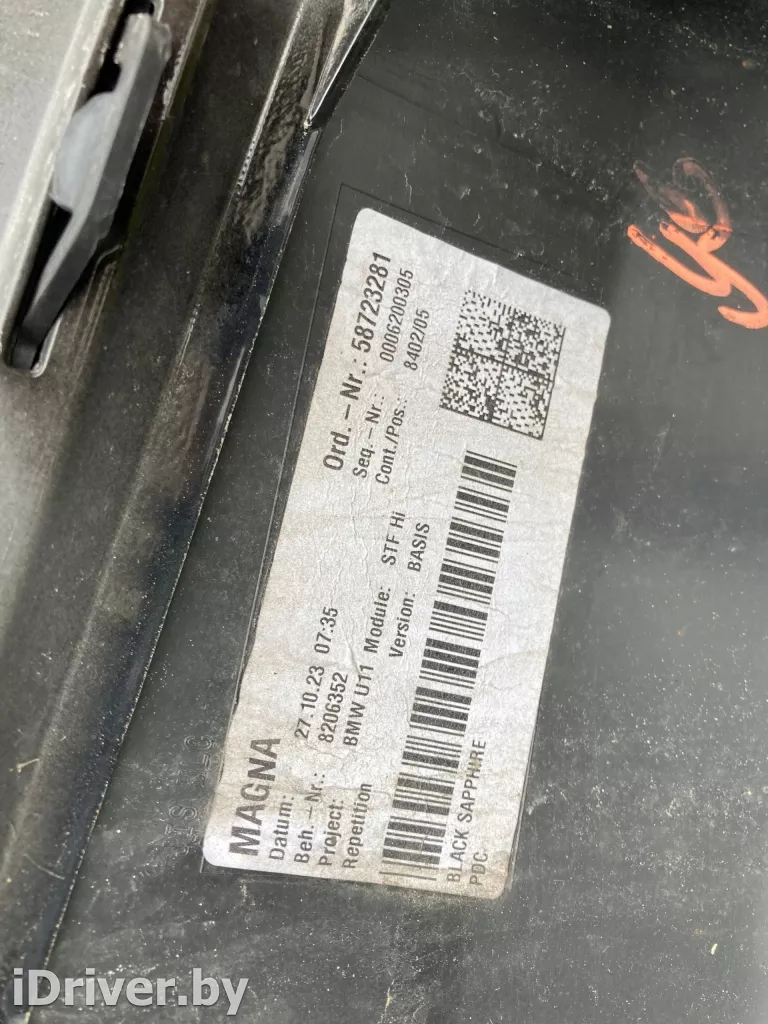 MAGNA
Datum: 27.10.23 07:35
Beh.-Nr.: 8206352
Project: BMW U11
Repetition
Ord.-Nr.: 58723281
Seq.-Nr.: 0006200305
Cont./Pos.: 8402/05
Module: STF Hi
Version: BASIS
BLACK SAPPHIRE
PDC
iDriver.by